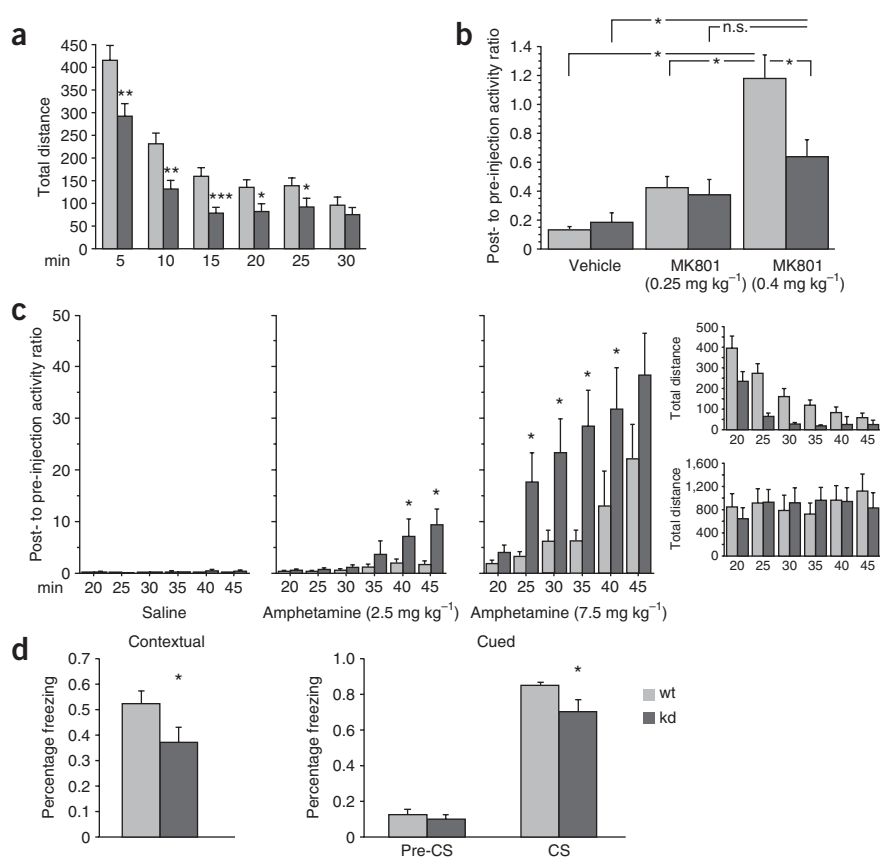 a
Total distance
450
400
350
300
250
200
150
100
50
0
**
**
***
*
*
min 5 10 15 20 25 30
b
Post- to pre-injection activity ratio
1.4
1.2
1.0
0.8
0.6
0.4
0.2
0
*
n.s.
*
*
*
Vehicle MK801 MK801
(0.25 mg kg⁻¹) (0.4 mg kg⁻¹)
c
Post- to pre-injection activity ratio
50
40
30
20
10
0
min 20 25 30 35 40 45
Saline
* *
20 25 30 35 40 45
Amphetamine (2.5 mg kg⁻¹)
* * * *
20 25 30 35 40 45
Amphetamine (7.5 mg kg⁻¹)
Total distance
500
400
300
200
100
0
20 25 30 35 40 45
Total distance
1,600
1,200
800
400
0
20 25 30 35 40 45
d
Contextual
Percentage freezing
0.7
0.6
0.5
0.4
0.3
0.2
0.1
0
*
Cued
Percentage freezing
1.0
0.8
0.6
0.4
0.2
0
*
Pre-CS CS
wt
kd